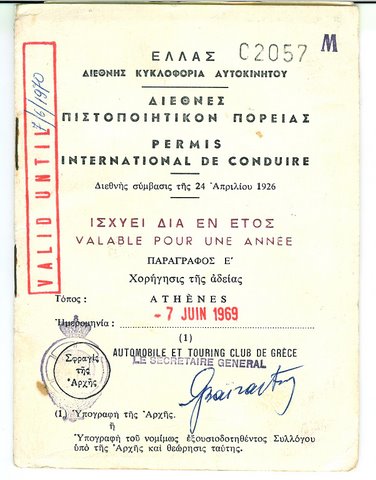 ΕΛΛΑΣ C2057 M
ΔΙΕΘΝΗΣ ΚΥΚΛΟΦΟΡΙΑ ΑΥΤΟΚΙΝΗΤΟΥ
ΔΙΕΘΝΕΣ
ΠΙΣΤΟΠΟΙΗΤΙΚΟΝ ΠΟΡΕΙΑΣ
PERMIS
INTERNATIONAL DE CONDUIRE
Διεθνὴς σύμβασις τῆς 24 Ἀπριλίου 1926
VALID UNTIL 7/6/1970
ΙΣΧΥΕΙ ΔΙΑ ΕΝ ΕΤΟΣ
VALABLE POUR UNE ANNÉE
ΠΑΡΑΓΡΑΦΟΣ Ε'
Χορήγησις τῆς ἀδείας
Τόπος : ATHÈNES
Ἡμερομηνία : - 7 JUIN 1969
(1)
Σφραγὶς
τῆς
Ἀρχῆς
AUTOMOBILE ET TOURING CLUB DE GRÈCE
LE SECRETAIRE GENERAL
(1) Ὑπογραφὴ τῆς Ἀρχῆς.
ἢ
Ὑπογραφὴ τοῦ νομίμως ἐξουσιοδοτηθέντος Συλλόγου
ὑπὸ τῆς Ἀρχῆς καὶ θεώρησις ταύτης.